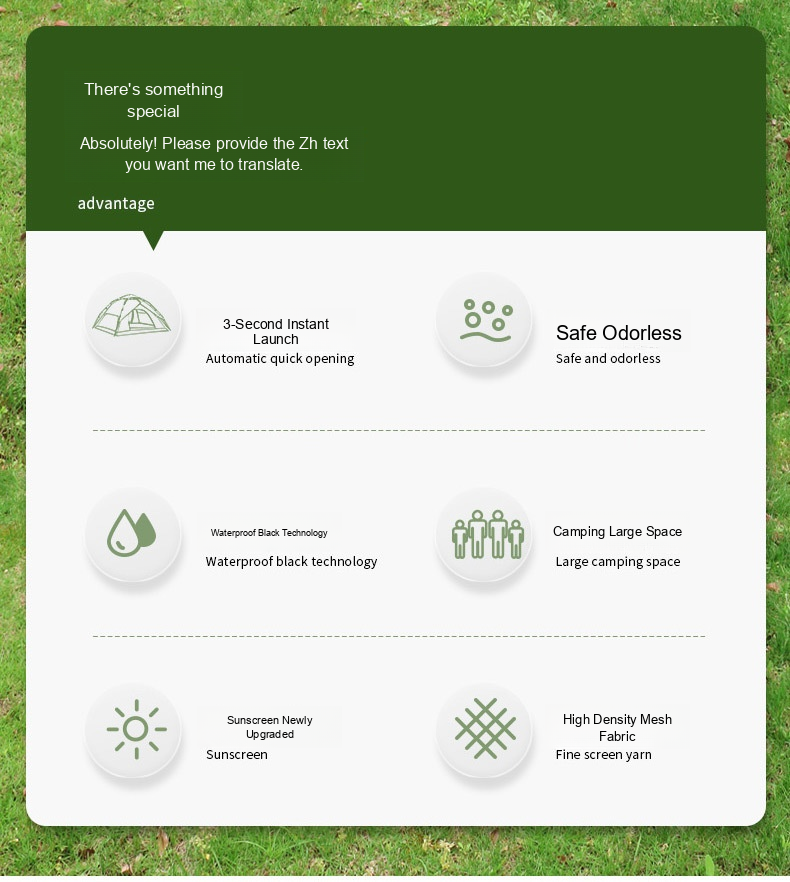 There's something
special
Absolutely! Please provide the Zh text
you want me to translate.
advantage
3-Second Instant
Launch
Automatic quick opening
Safe Odorless
Safe and odorless
Waterproof Black Technology
Waterproof black technology
Camping Large Space
Large camping space
Sunscreen Newly
Upgraded
Sunscreen
High Density Mesh
Fabric
Fine screen yarn